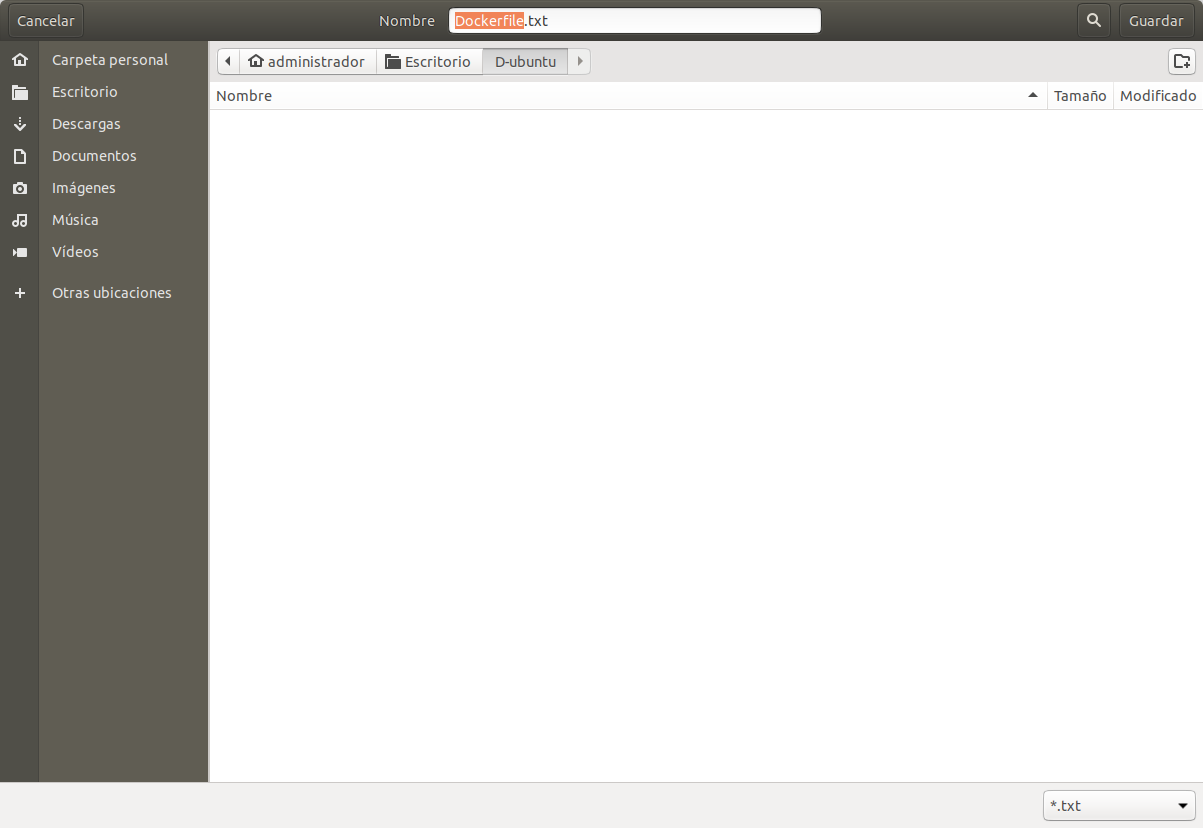 Cancelar Nombre Dockerfile.txt Guardar
administrador Escritorio D-ubuntu
Nombre Tamaño Modificado
Carpeta personal
Escritorio
Descargas
Documentos
Imágenes
Música
Vídeos
Otras ubicaciones
*.txt